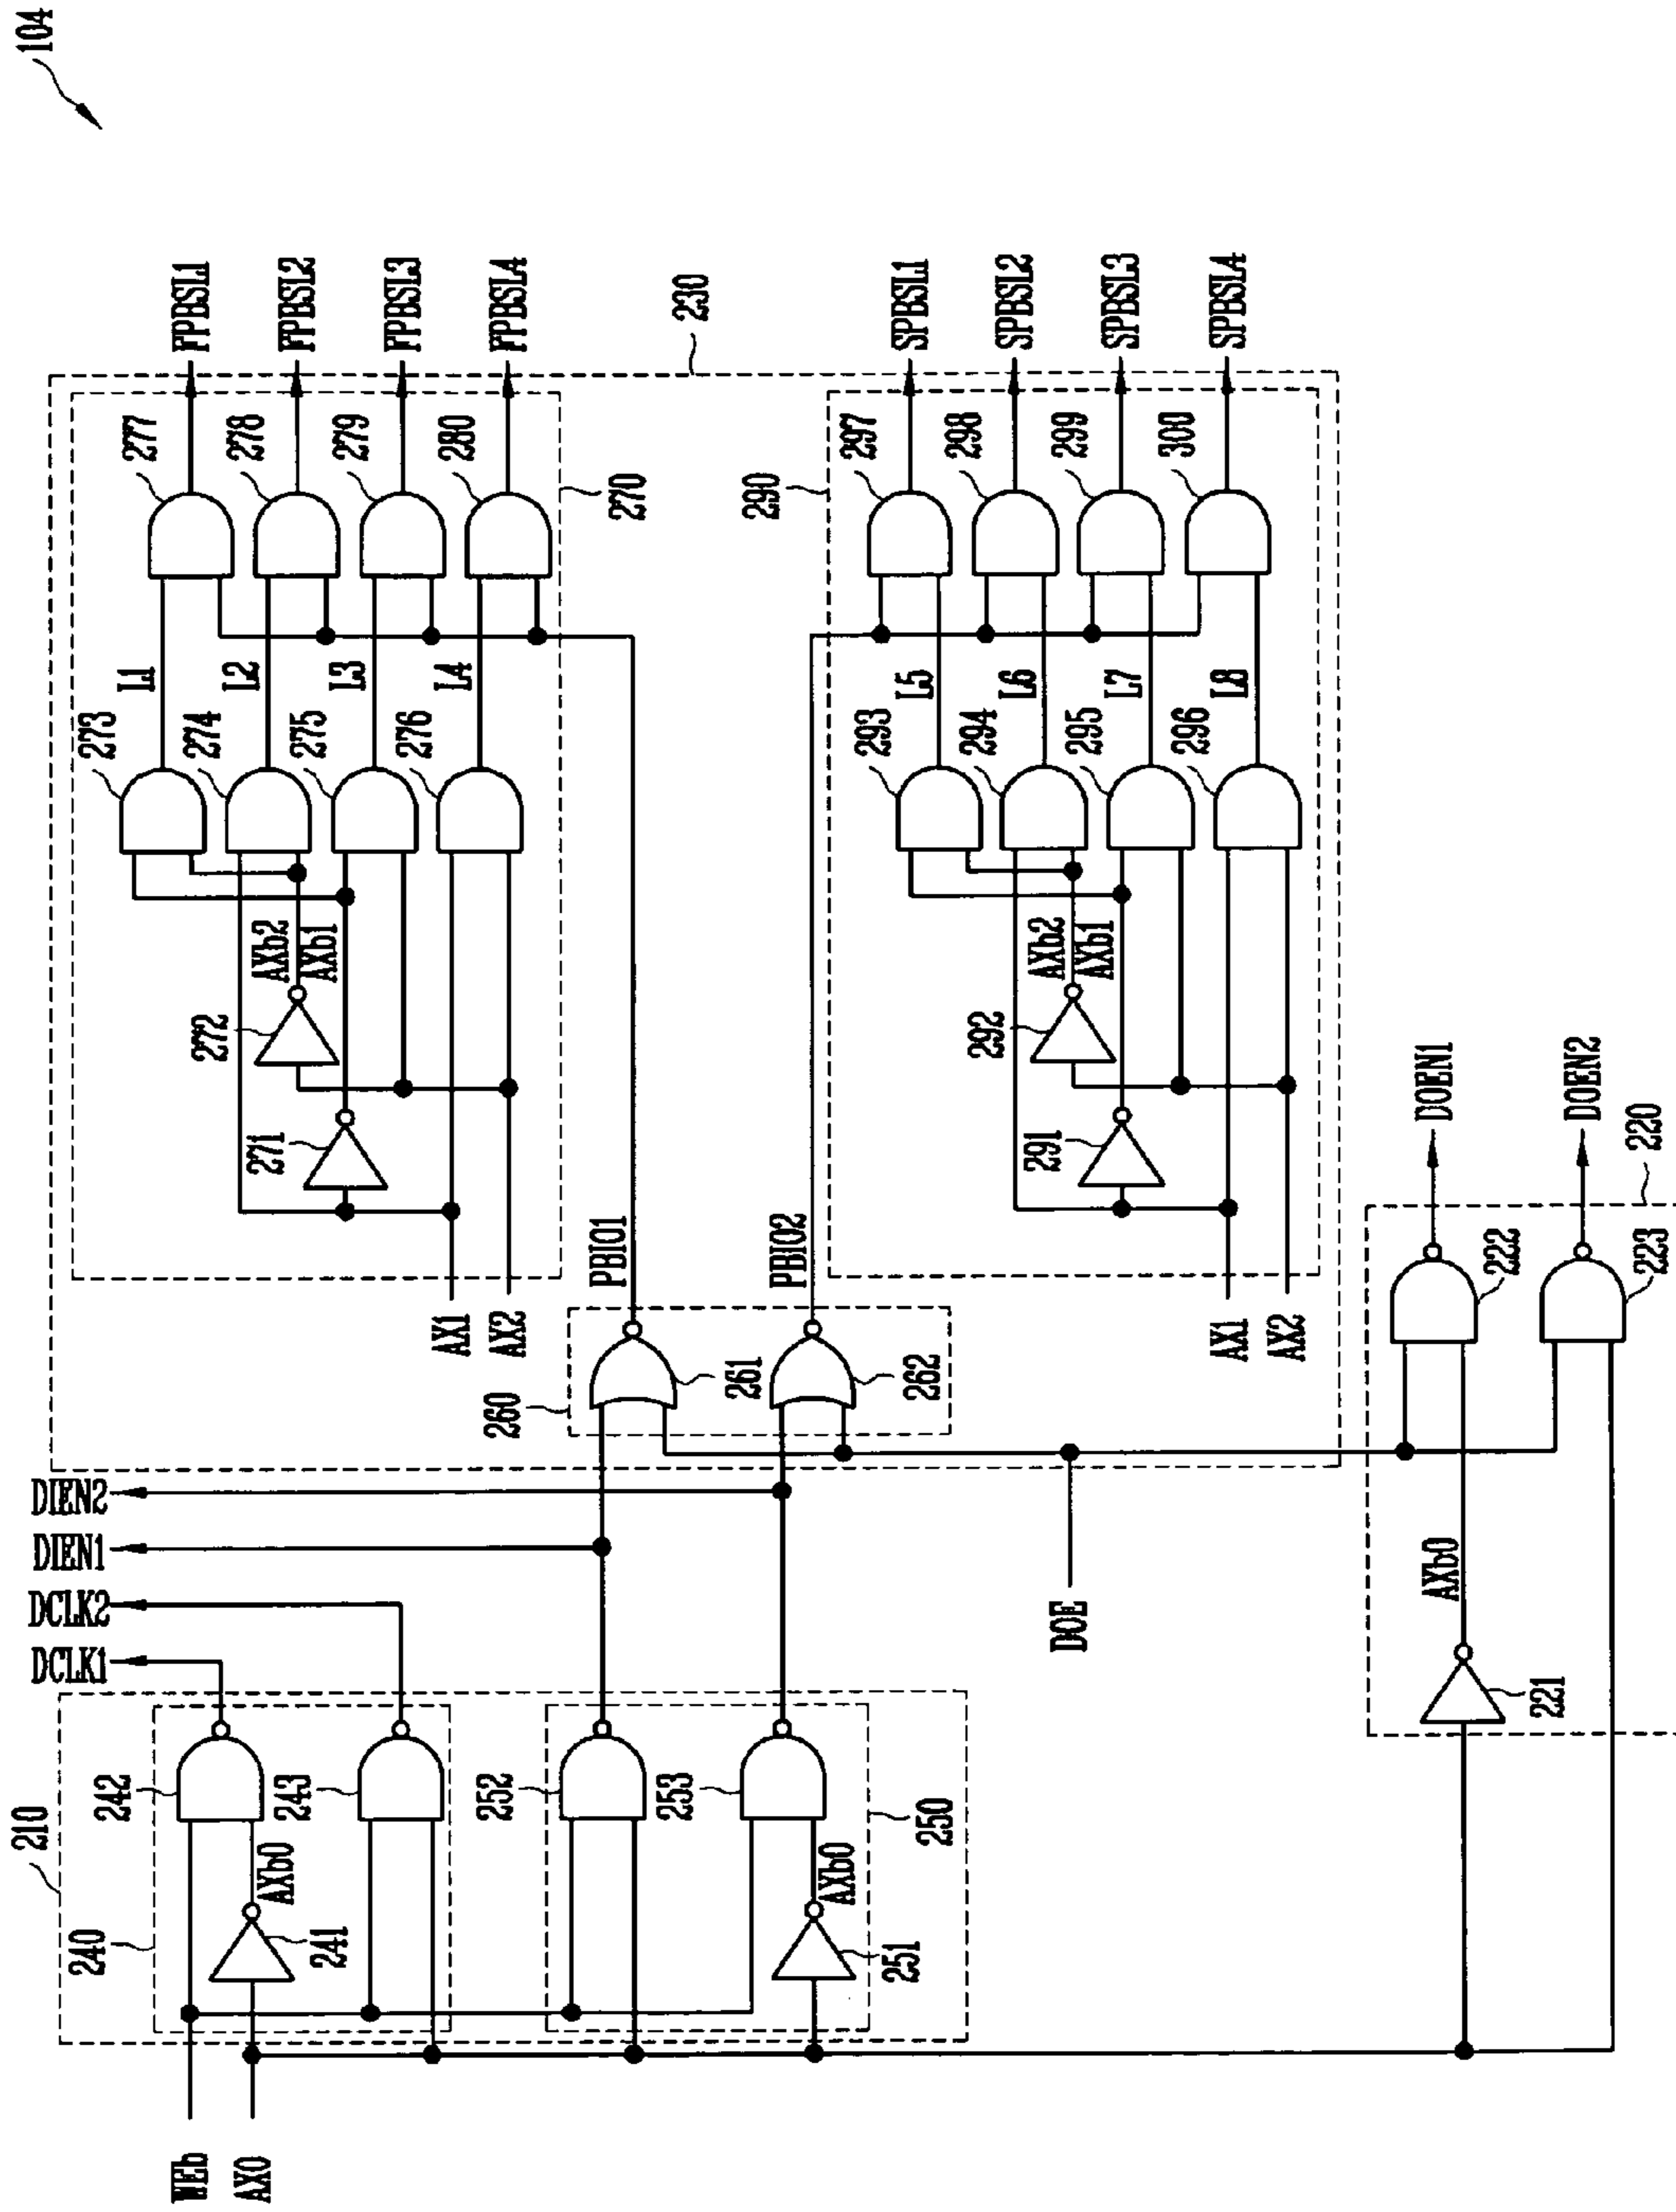 104
FPBSL1
FPBSL2
FPBSL3
FPBSL4
230
SPBSL1
SPBSL2
SPBSL3
SPBSL4
277
278
279
280
270
290
297
298
299
300
L1
L2
L3
L4
L5
L6
L7
L8
273
274
275
276
293
294
295
296
AXb2
AXb1
AXb2
AXb1
272
271
292
291
AX1
AX2
AX1
AX2
PBIO1
PBIO2
260
261
262
DOEN1
DOEN2
220
222
223
DIEN2
DIEN1
DCLK2
DCLK1
DOE
AXb0
221
210
242
243
252
253
250
240
AXb0
241
AXb0
251
WEb
AX0